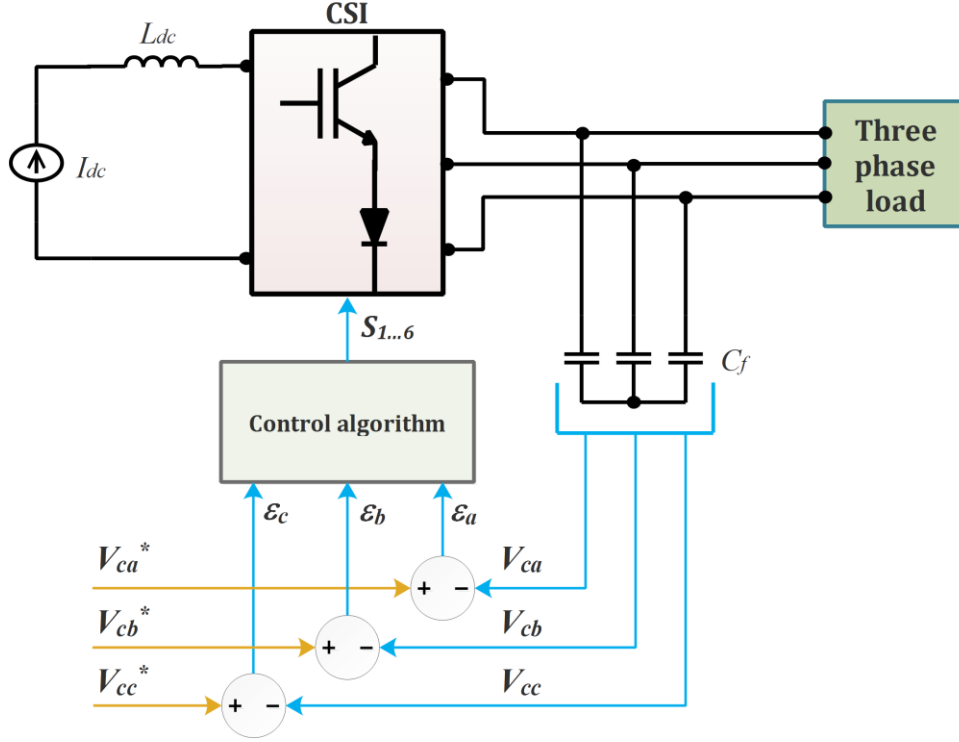 CSI
Ldc
Idc
Three
phase
load
S1...6
Cf
Control algorithm
εc
εb
εa
Vca*
+
−
Vca
Vcb*
+
−
Vcb
Vcc*
+
−
Vcc